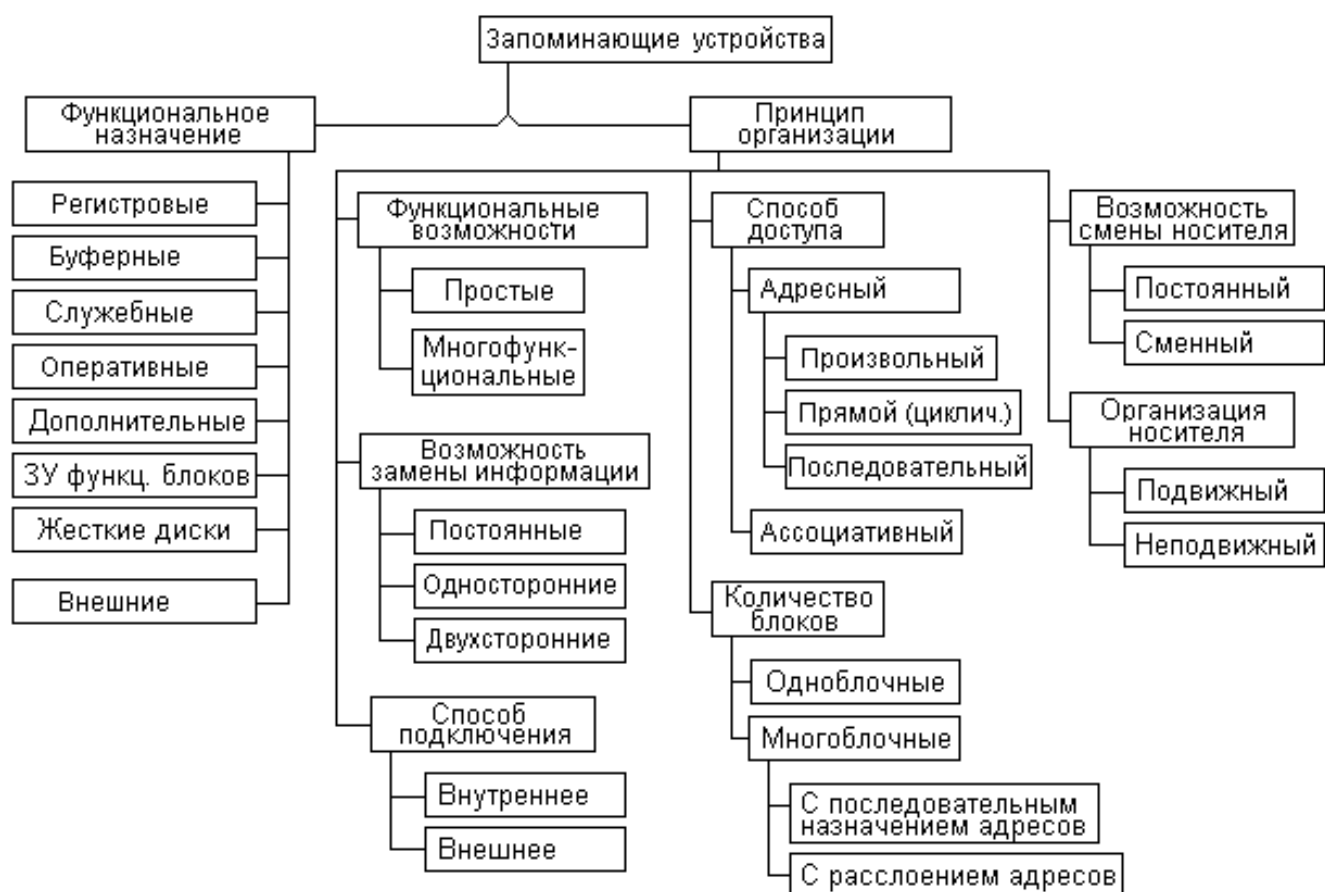 Запоминающие устройства
Функциональное
назначение
Регистровые
Буферные
Служебные
Оперативные
Дополнительные
ЗУ функц. блоков
Жесткие диски
Внешние
Принцип
организации
Функциональные
возможности
Простые
Многофунк-
циональные
Возможность
замены информации
Постоянные
Односторонние
Двухсторонние
Способ
подключения
Внутреннее
Внешнее
Способ
доступа
Адресный
Произвольный
Прямой (циклич.)
Последовательный
Ассоциативный
Количество
блоков
Одноблочные
Многоблочные
С последовательным
назначением адресов
С расслоением адресов
Возможность
смены носителя
Постоянный
Сменный
Организация
носителя
Подвижный
Неподвижный